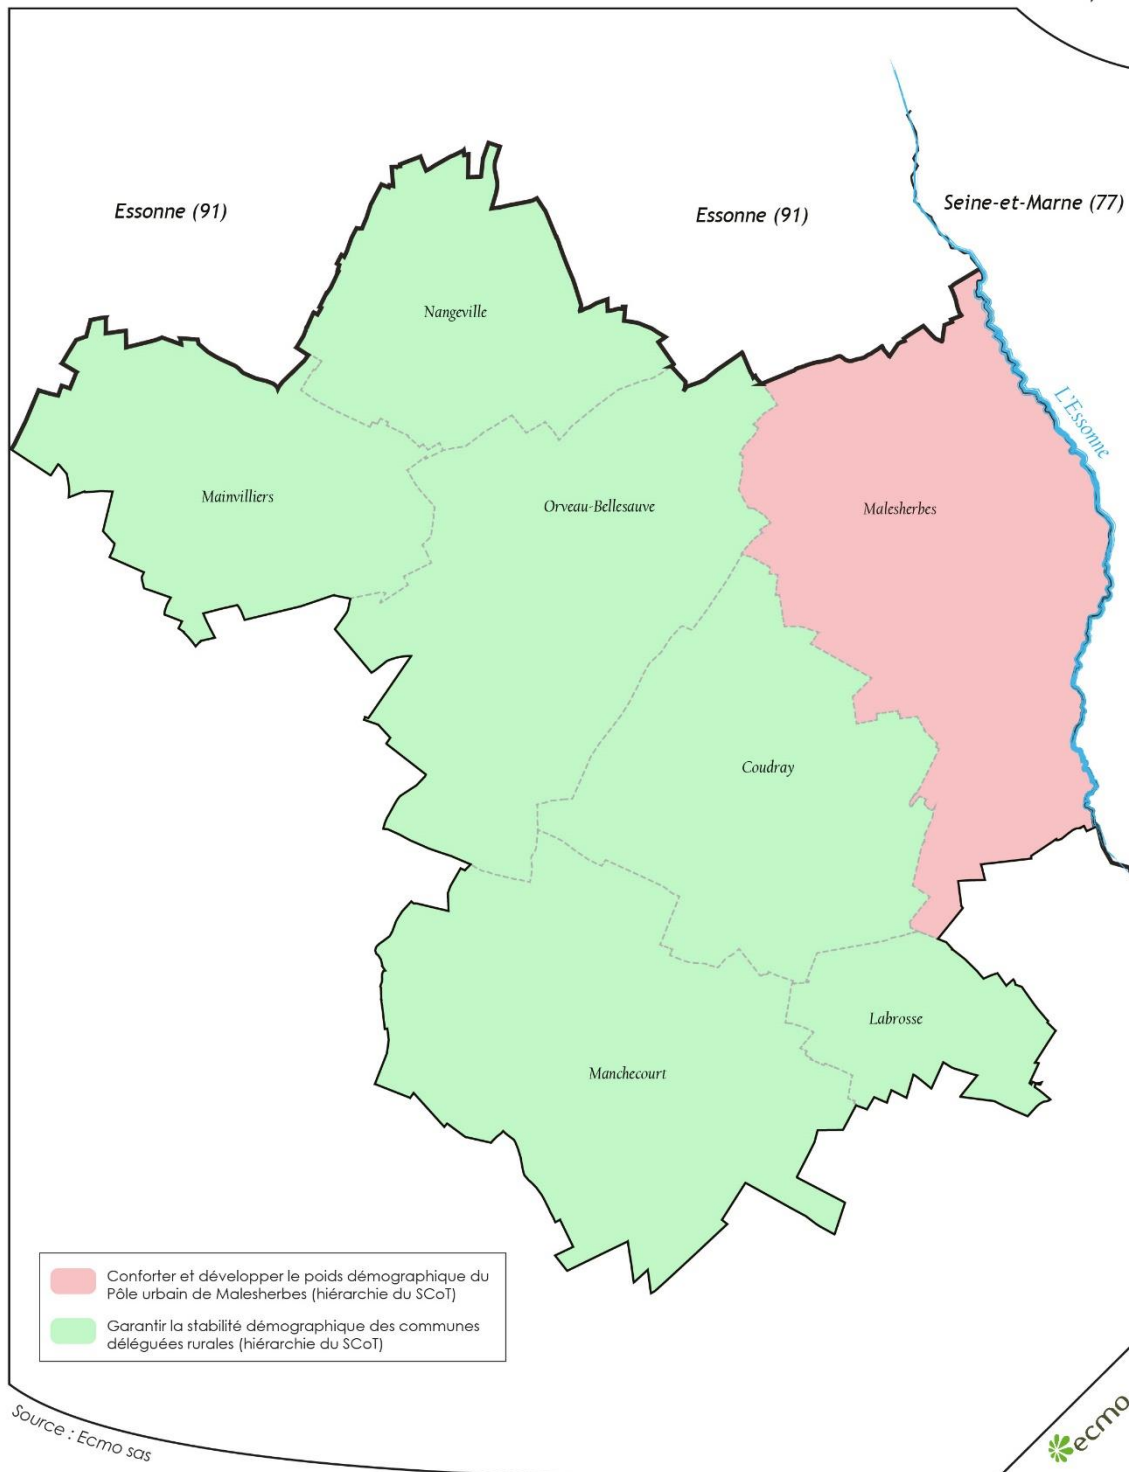 Essonne (91)
Essonne (91)
Seine-et-Marne (77)
Nangeville
L'Essonne
Mainvilliers
Orveau-Bellesauve
Malesherbes
Coudray
Labrosse
Manchecourt
Conforter et développer le poids démographique du
Pôle urbain de Malesherbes (hiérarchie du SCoT)
Garantir la stabilité démographique des communes
déléguées rurales (hiérarchie du SCoT)
Source : Ecmo sas
ecmo